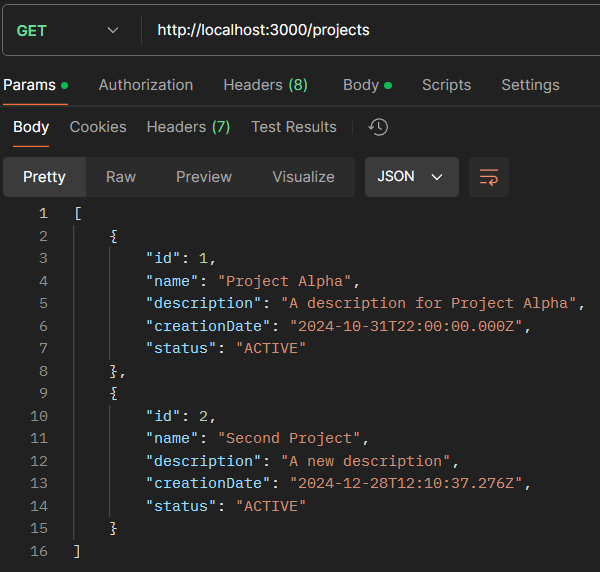 GET http://localhost:3000/projects
Params Authorization Headers (8) Body Scripts Settings
Body Cookies Headers (7) Test Results
Pretty Raw Preview Visualize JSON
1 [
2 {
3 "id": 1,
4 "name": "Project Alpha",
5 "description": "A description for Project Alpha",
6 "creationDate": "2024-10-31T22:00:00.000Z",
7 "status": "ACTIVE"
8 },
9 {
10 "id": 2,
11 "name": "Second Project",
12 "description": "A new description",
13 "creationDate": "2024-12-28T12:10:37.276Z",
14 "status": "ACTIVE"
15 }
16 ]